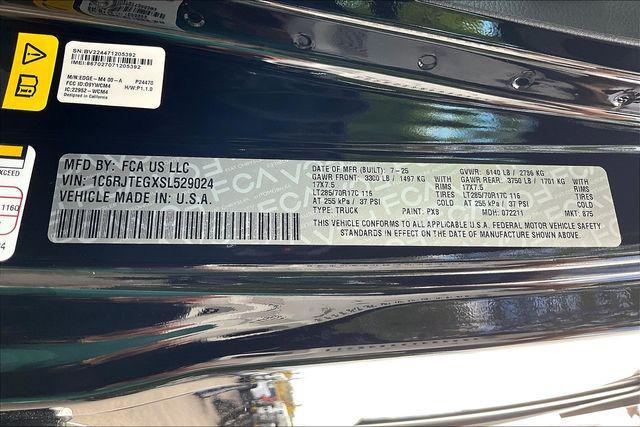 SN:BV224471205392
IMEI:867027071205392
M/N:EDGE-M4 00-A P24470
FCC ID:O9YWCM4 H/W:P1.1.0
IC:22952-WCM4
Designed in California
EXCEED
1160
MFD BY: FCA US LLC
VIN: 1C6RJTEGXSL529024
VEHICLE MADE IN: U.S.A.
DATE OF MFR (BUILT): 7-25 GVWR: 6140 LB / 2786 KG
GAWR FRONT: 3300 LB / 1497 KG GAWR REAR: 3750 LB / 1701 KG
17X7.5 RIMS 17X7.5 RIMS
LT285/70R17C 116 TIRES LT285/70R17C 116 TIRES
AT 255 kPa / 37 PSI COLD AT 255 kPa / 37 PSI COLD
TYPE: TRUCK PAINT: PX8 MDH: 072211 MKT: 875
THIS VEHICLE CONFORMS TO ALL APPLICABLE U.S.A. FEDERAL MOTOR VEHICLE SAFETY
STANDARDS IN EFFECT ON THE DATE OF MANUFACTURE SHOWN ABOVE.